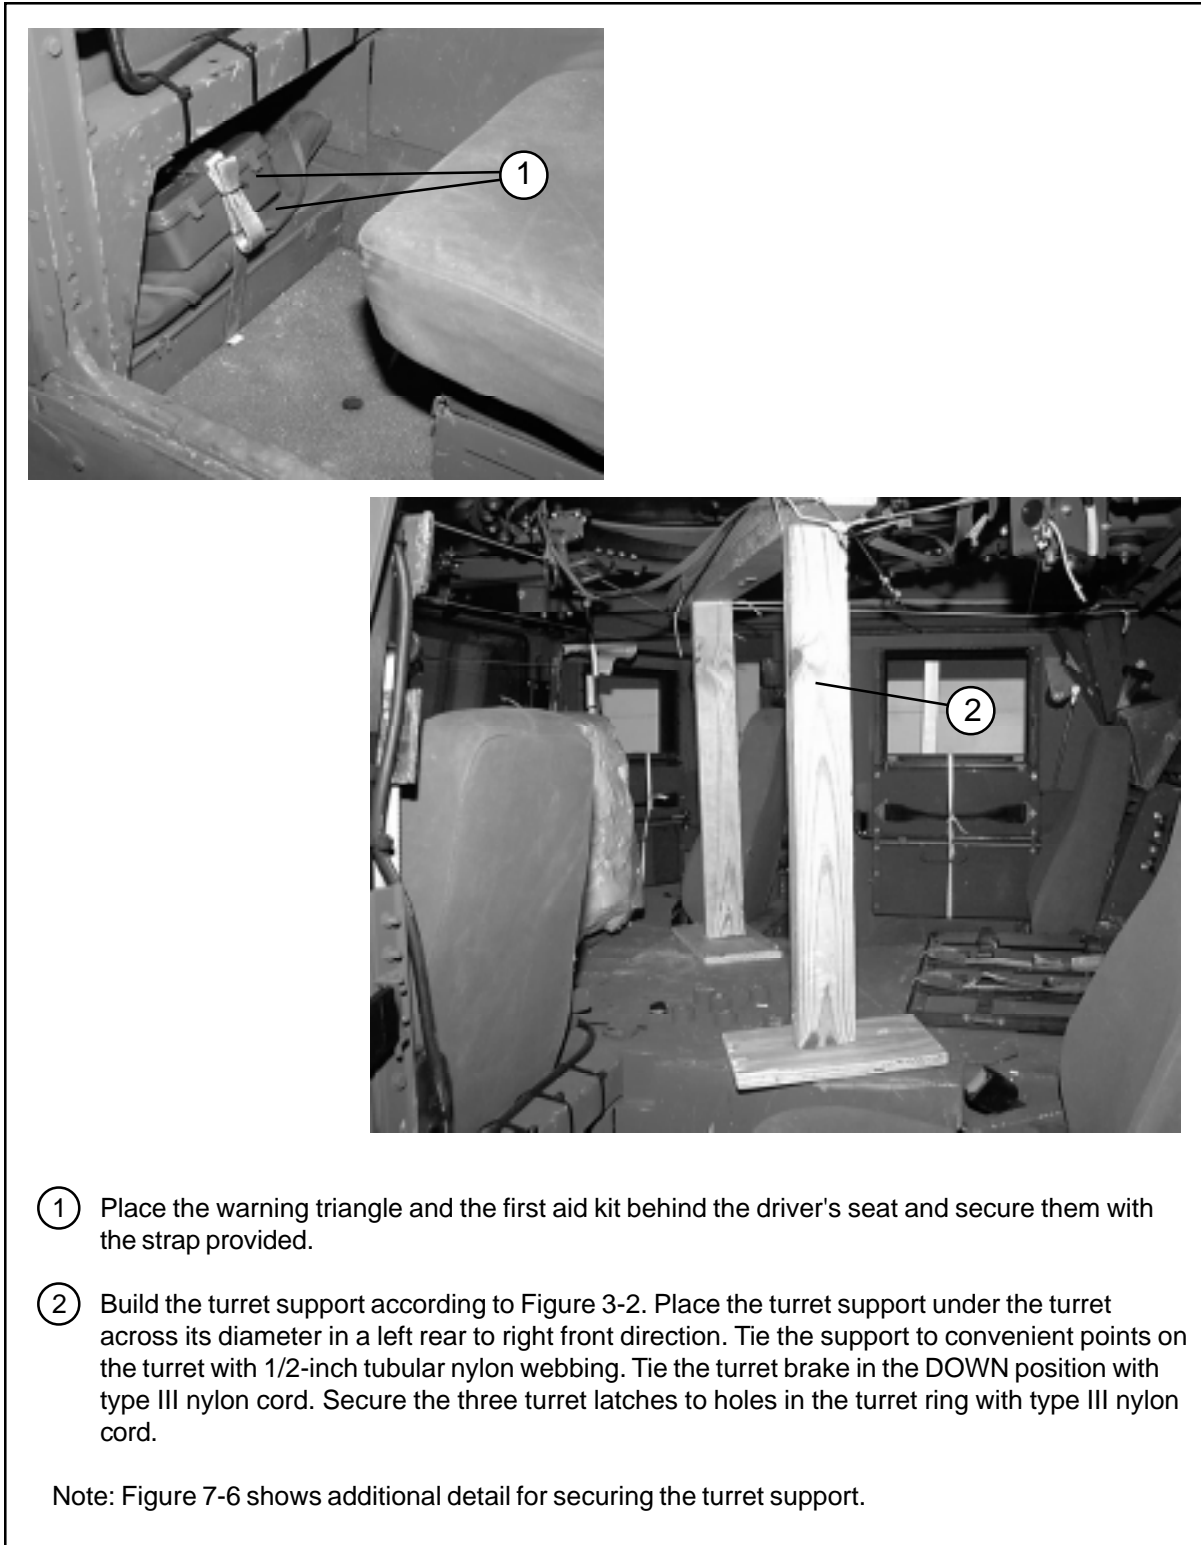 1
2
1 Place the warning triangle and the first aid kit behind the driver's seat and secure them with
the strap provided.
2 Build the turret support according to Figure 3-2. Place the turret support under the turret
across its diameter in a left rear to right front direction. Tie the support to convenient points on
the turret with 1/2-inch tubular nylon webbing. Tie the turret brake in the DOWN position with
type III nylon cord. Secure the three turret latches to holes in the turret ring with type III nylon
cord.
Note: Figure 7-6 shows additional detail for securing the turret support.